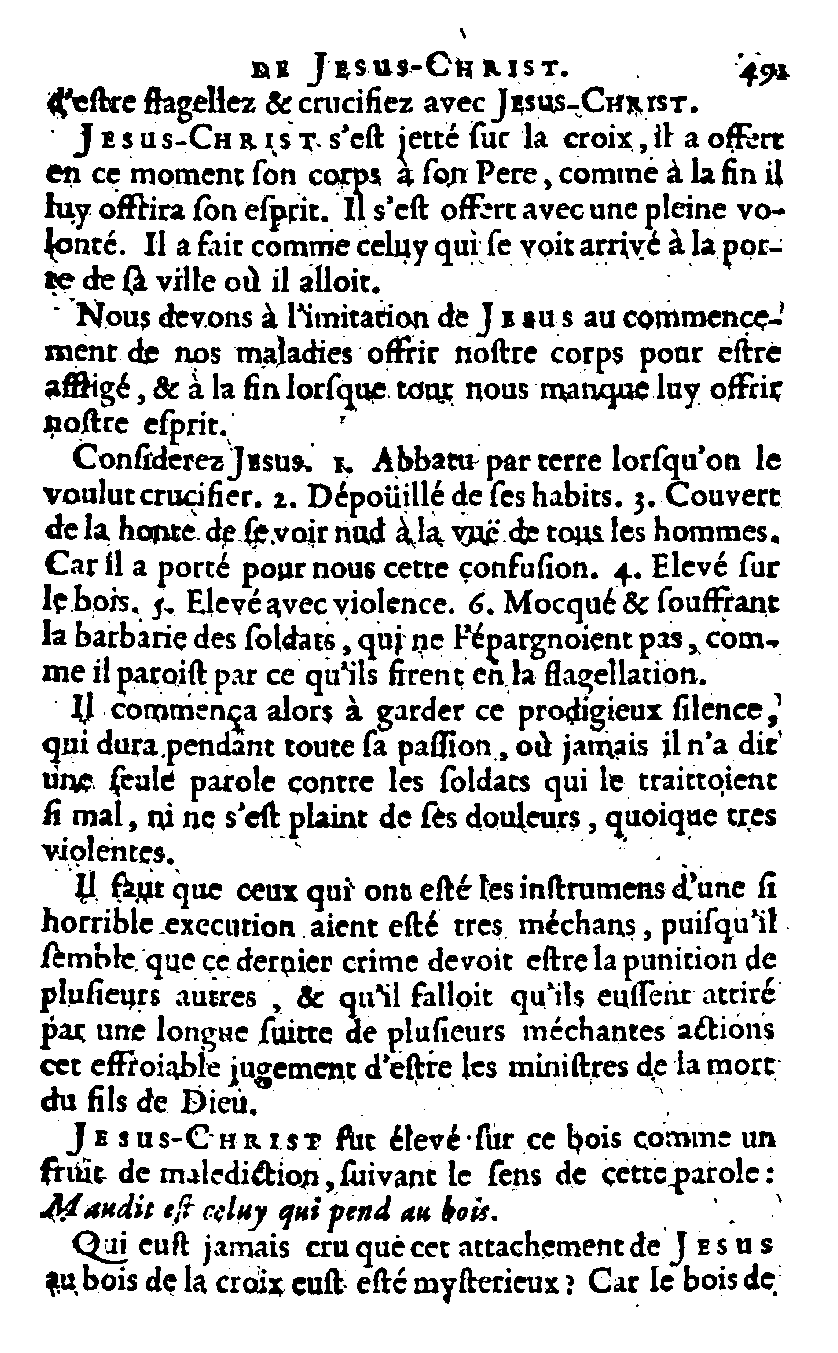 DE JESUS-CHRIST. 491
d'eſtre flagellez & crucifiez avec JESUS-CHRIST.
JESUS-CHRIST s'eſt jetté ſur la croix, il a offert
en ce moment ſon corps à ſon Pere, comme à la fin il
luy offrira ſon eſprit. Il s'eſt offert avec une pleine vo-
lonté. Il a fait comme celuy qui ſe voit arrivé à la por-
te de ſa ville où il alloit.
Nous devons à l'imitation de JESUS au commence-
ment de nos maladies offrir noſtre corps pour eſtre
affligé, & à la fin lorſque tout nous manque luy offrir
noſtre eſprit.
Conſiderez JESUS. 1. Abbatu par terre lorſqu'on le
voulut crucifier. 2. Dépoüillé de ſes habits. 3. Couvert
de la honte de ſe voir nud à la vuë de tous les hommes.
Car il a porté pour nous cette confuſion. 4. Elevé ſur
le bois. 5. Elevé avec violence. 6. Mocqué & ſouffrant
la barbarie des ſoldats, qui ne l'épargnoient pas, com-
me il paroiſt par ce qu'ils firent en la flagellation.
Il commença alors à garder ce prodigieux ſilence,
qui dura pendant toute ſa paſſion, où jamais il n'a dit
une ſeule parole contre les ſoldats qui le traittoient
ſi mal, ni ne s'eſt plaint de ſes douleurs, quoique tres
violentes.
Il faut que ceux qui ont eſté les inſtrumens d'une ſi
horrible execution aient eſté tres méchans, puiſqu'il
ſemble que ce dernier crime devoit eſtre la punition de
pluſieurs autres, & qu'il falloit qu'ils euſſent attiré
par une longue ſuitte de pluſieurs méchantes actions
cet effroiable jugement d'eſtre les miniſtres de la mort
du fils de Dieu.
JESUS-CHRIST fut élevé ſur ce bois comme un
fruit de malediction, ſuivant le ſens de cette parole:
Maudit eſt celuy qui pend au bois.
Qui euſt jamais cru que cet attachement de JESUS
au bois de la croix euſt eſté myſterieux? Car le bois de